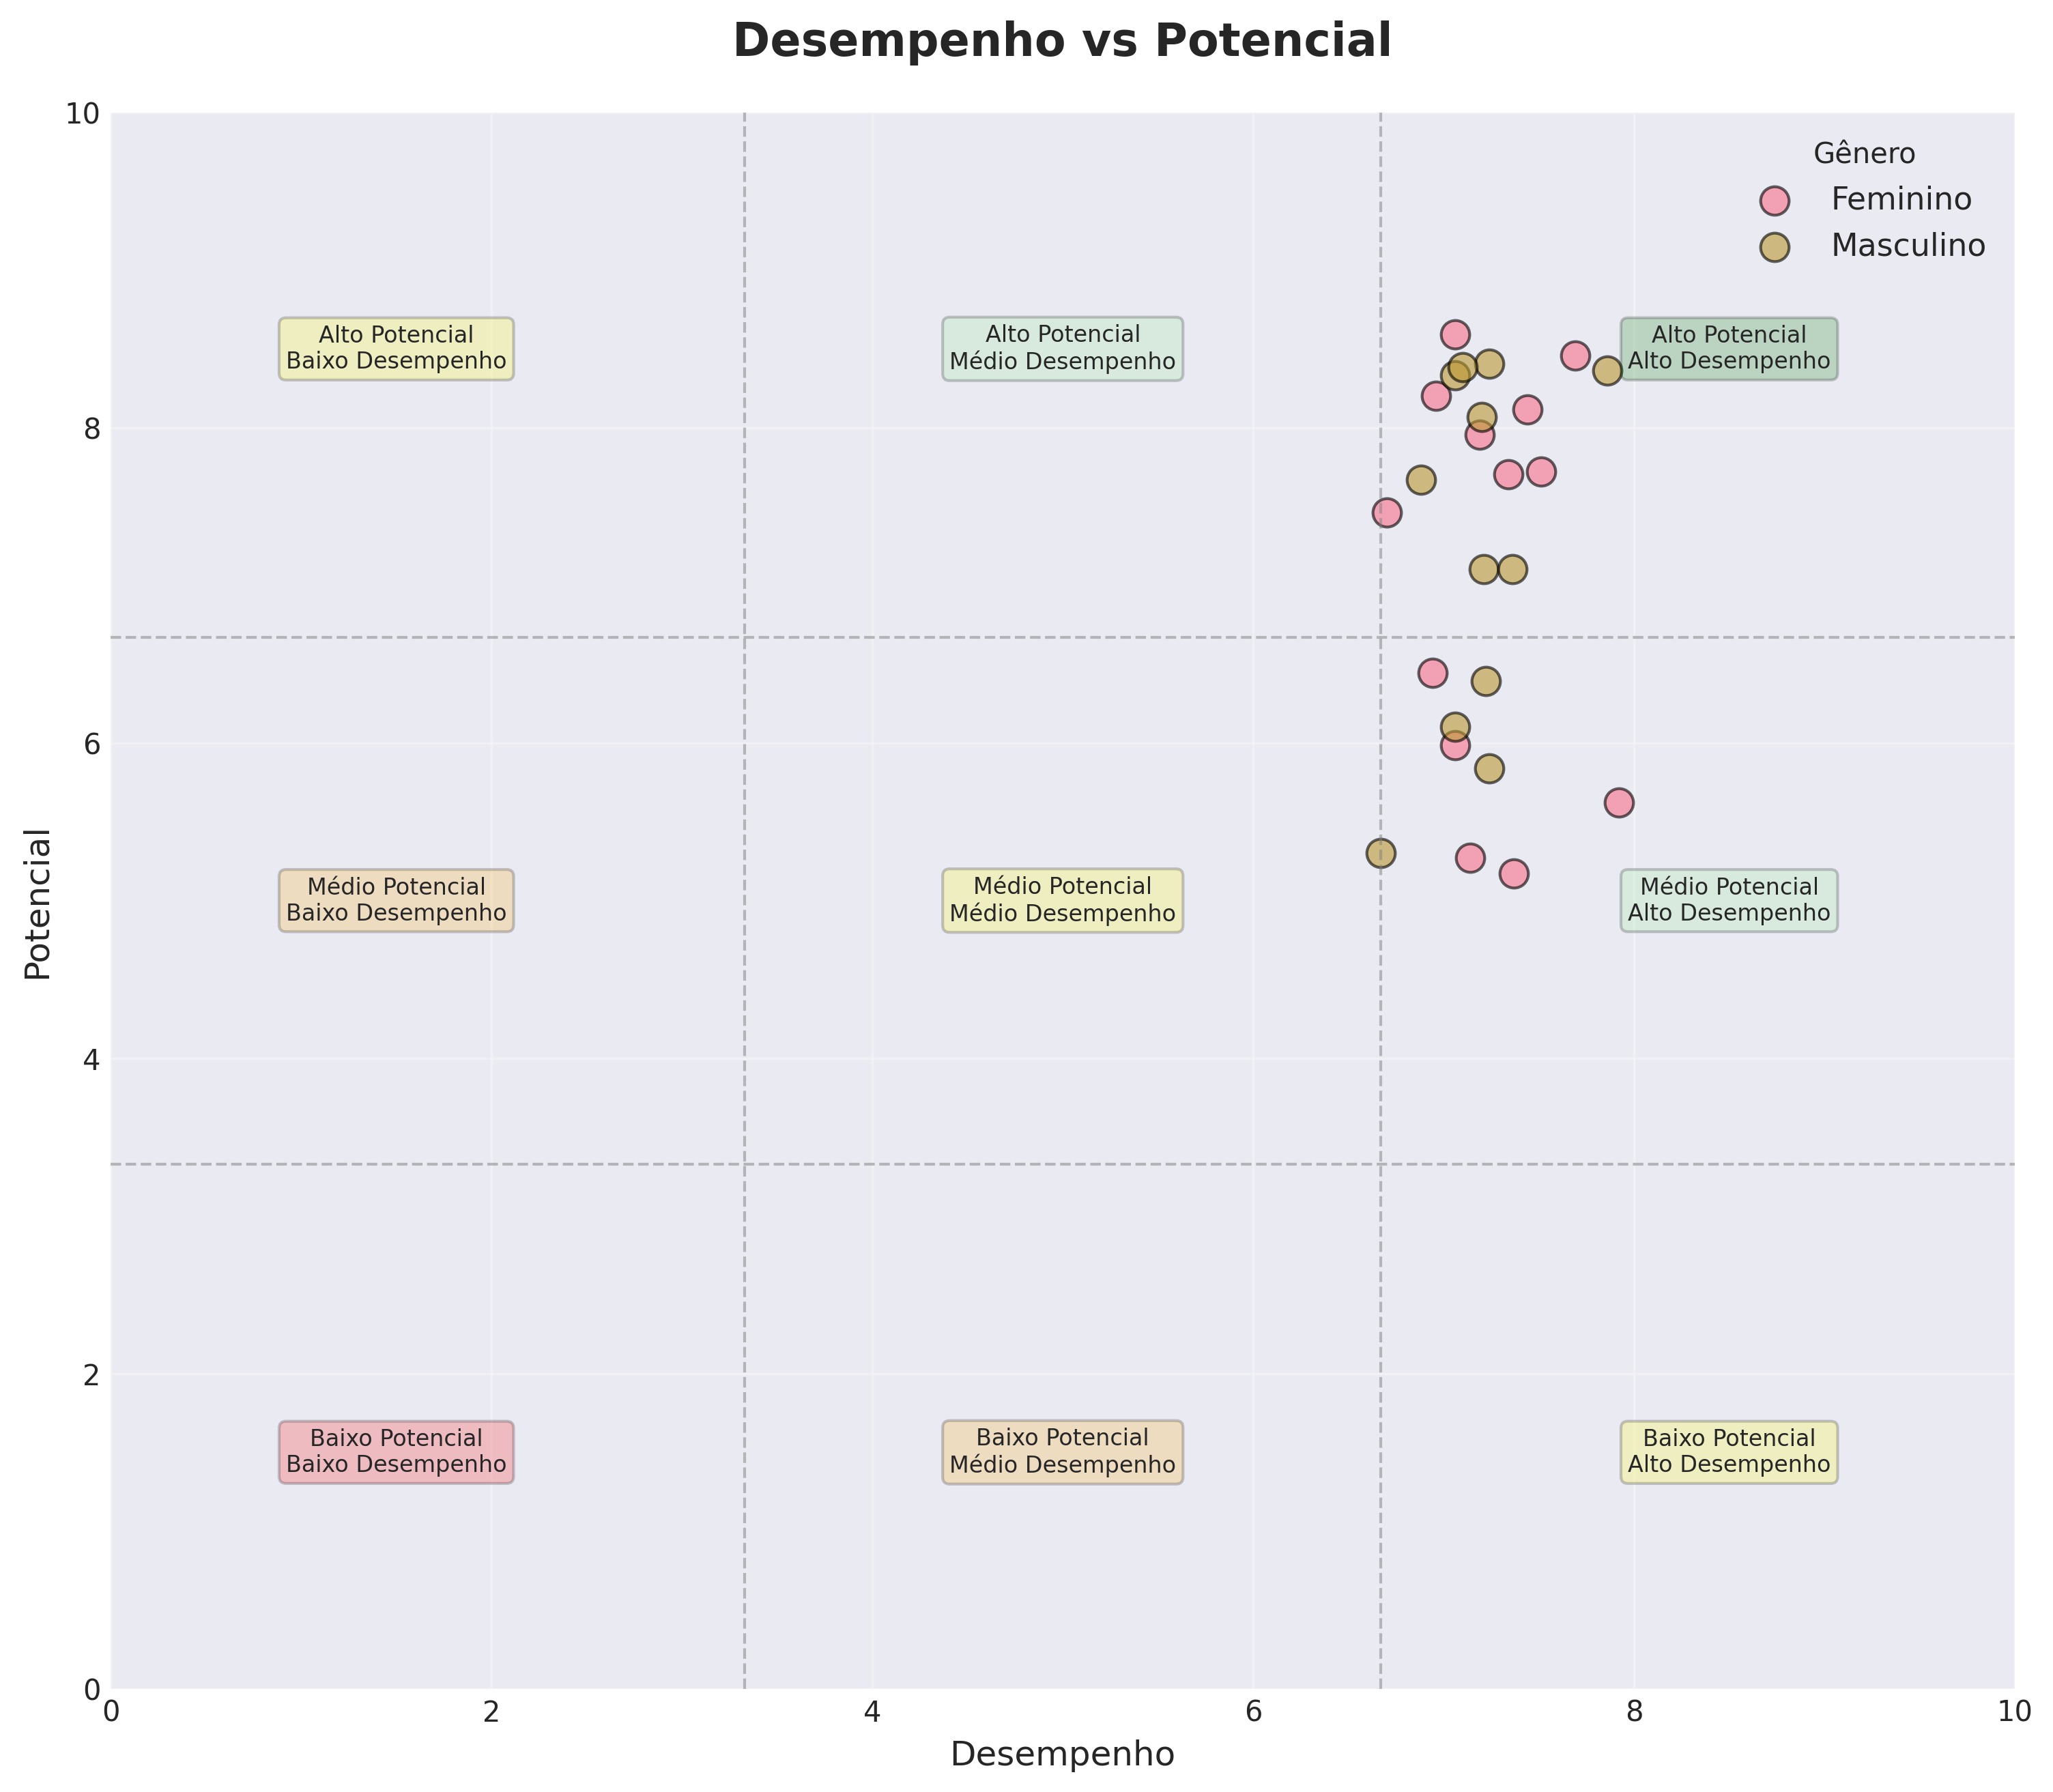 Desempenho vs Potencial
10
8
6
4
2
0
0
2
4
6
8
10
Potencial
Desempenho
Gênero
Feminino
Masculino
Alto Potencial
Baixo Desempenho
Alto Potencial
Médio Desempenho
Alto Potencial
Alto Desempenho
Médio Potencial
Baixo Desempenho
Médio Potencial
Médio Desempenho
Médio Potencial
Alto Desempenho
Baixo Potencial
Baixo Desempenho
Baixo Potencial
Médio Desempenho
Baixo Potencial
Alto Desempenho